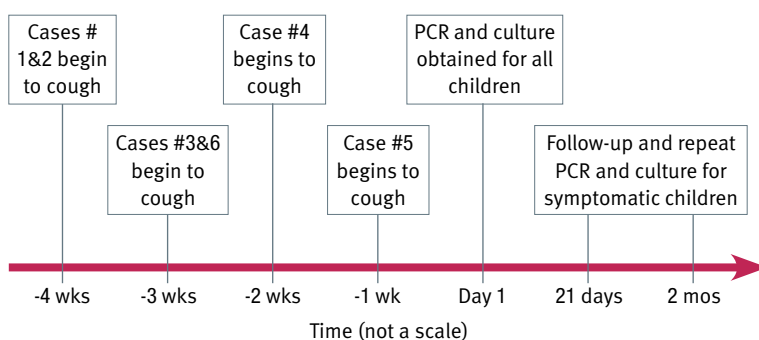 Cases #
1&2 begin
to cough
Cases #3&6
begin to
cough
Case #4
begins to
cough
Case #5
begins to
cough
PCR and culture
obtained for all
children
Follow-up and repeat
PCR and culture for
symptomatic children
-4 wks
-3 wks
-2 wks
-1 wk
Day 1
21 days
2 mos
Time (not a scale)